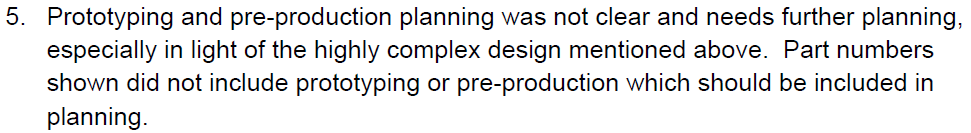 5. Prototyping and pre-production planning was not clear and needs further planning,
especially in light of the highly complex design mentioned above.  Part numbers
shown did not include prototyping or pre-production which should be included in
planning.